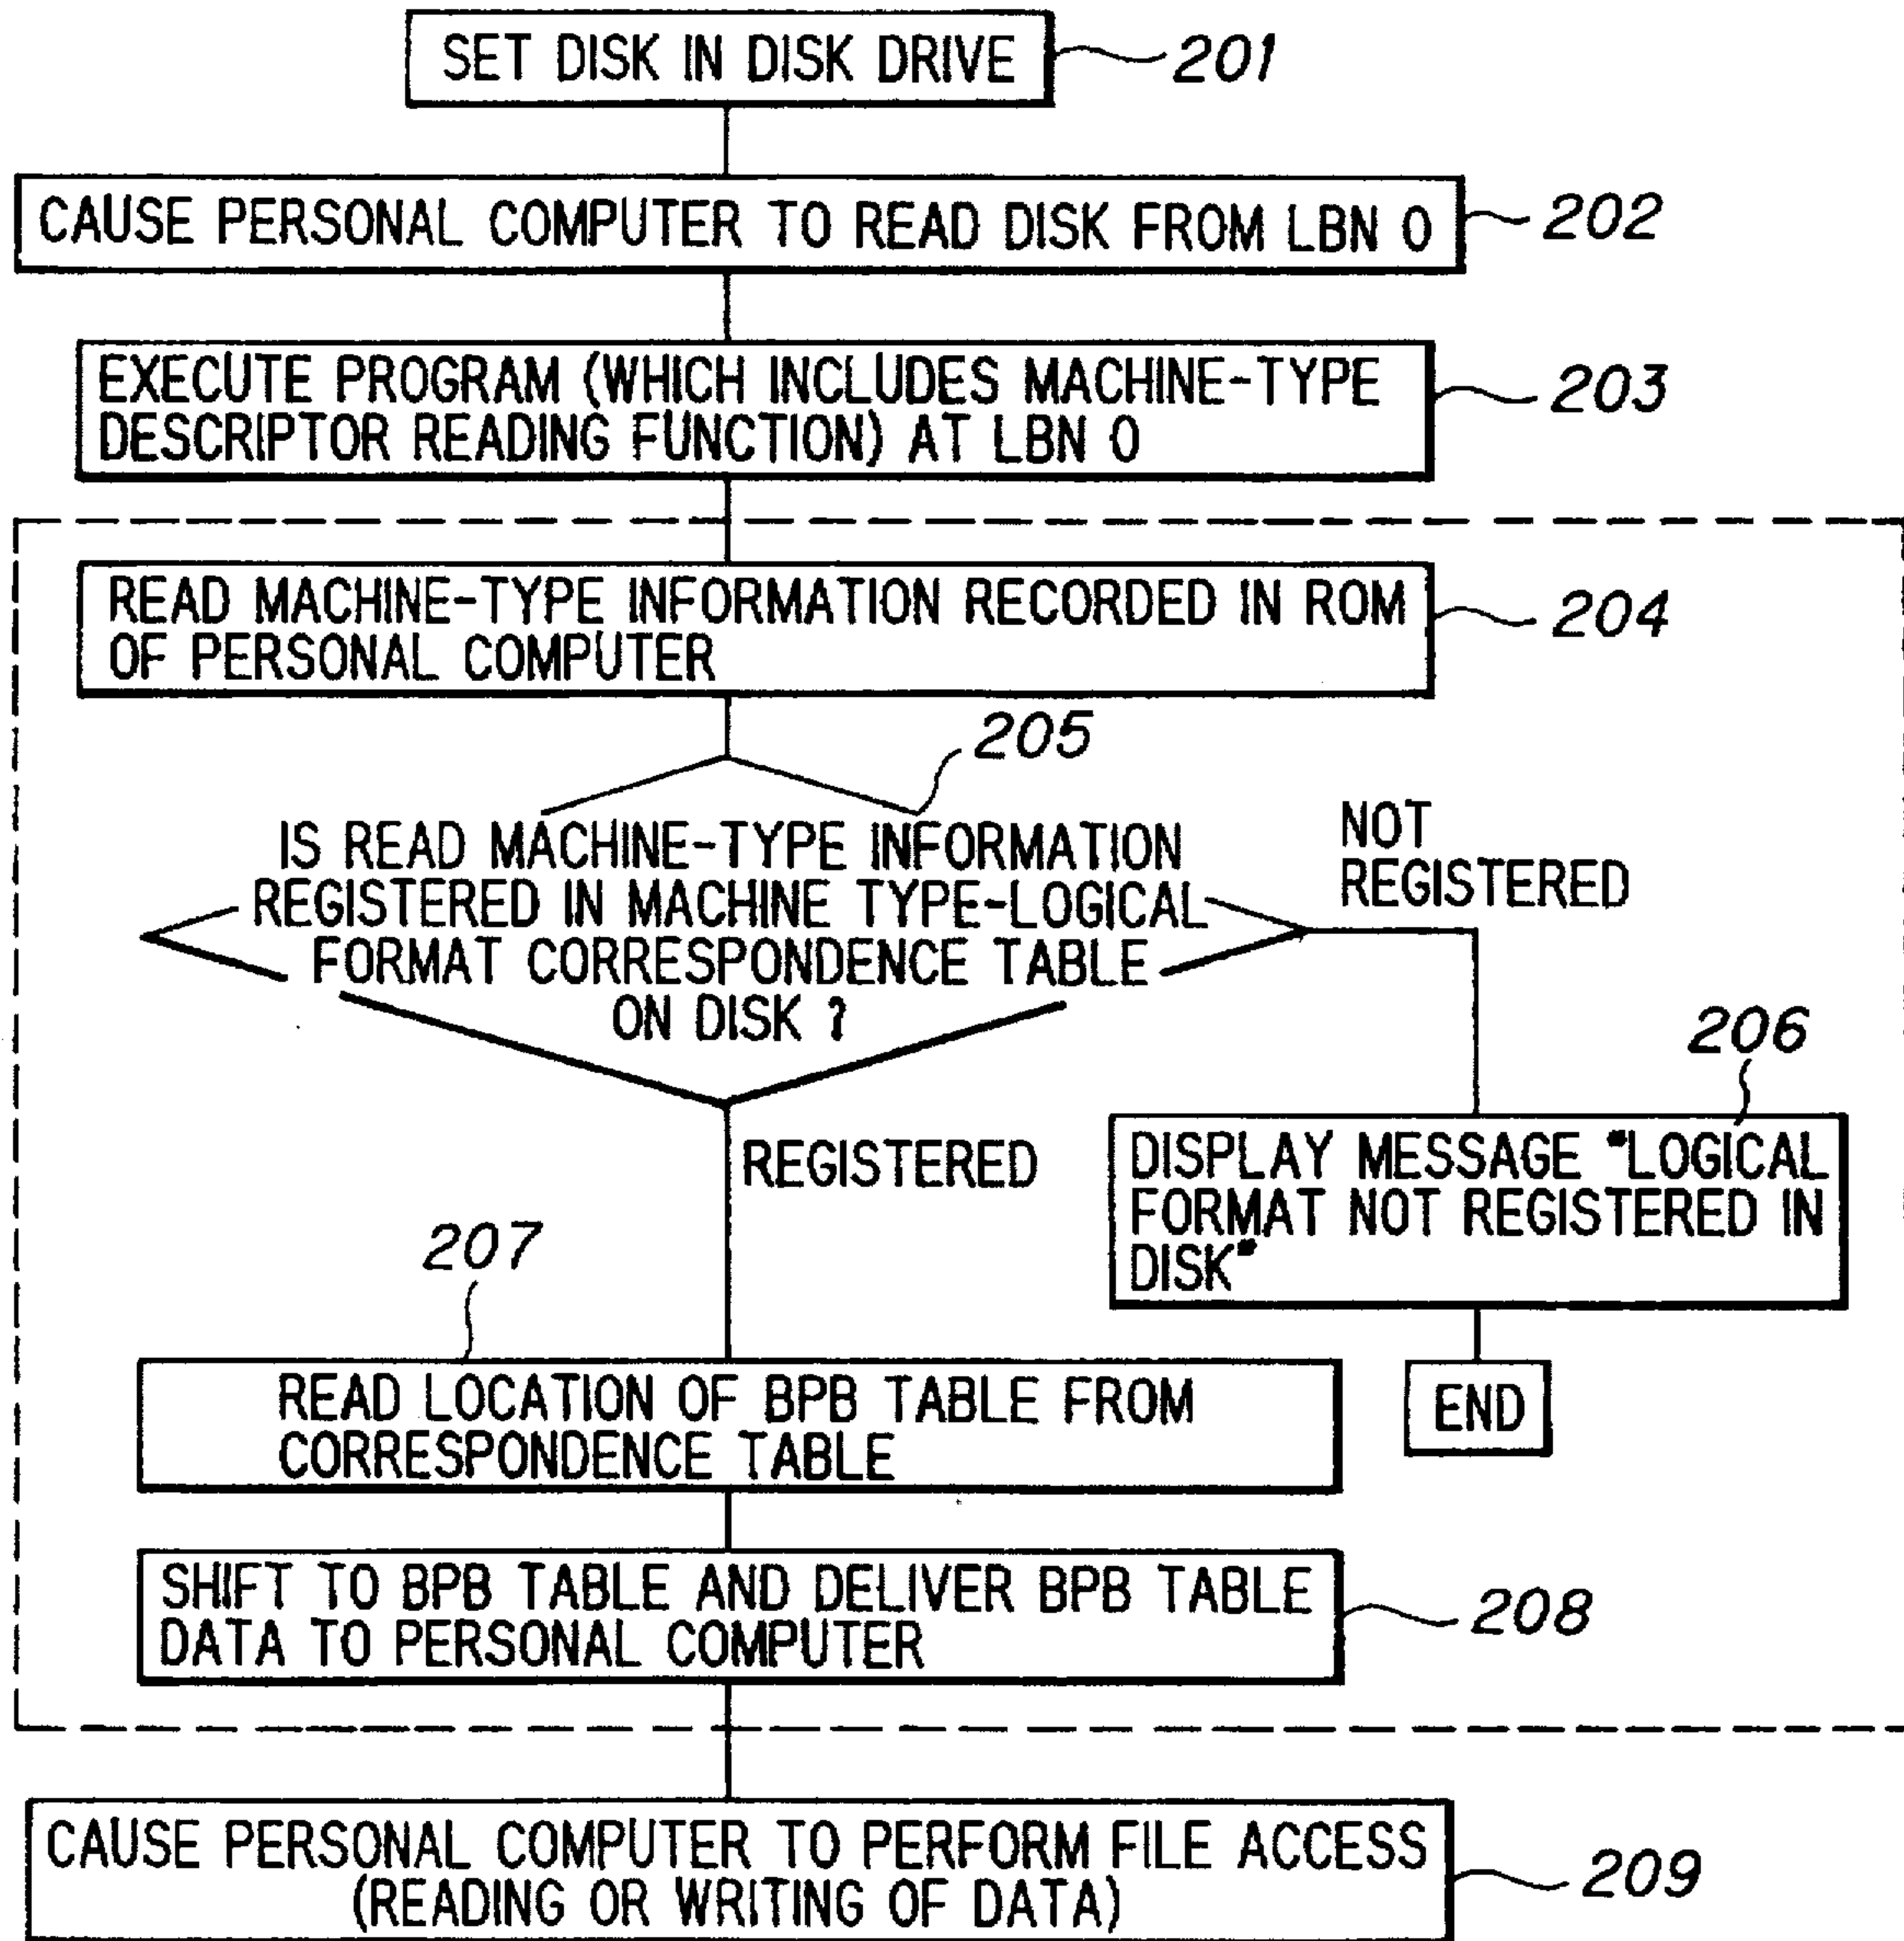 SET DISK IN DISK DRIVE
201
CAUSE PERSONAL COMPUTER TO READ DISK FROM LBN 0
202
EXECUTE PROGRAM (WHICH INCLUDES MACHINE-TYPE
DESCRIPTOR READING FUNCTION) AT LBN 0
203
READ MACHINE-TYPE INFORMATION RECORDED IN ROM
OF PERSONAL COMPUTER
204
205
IS READ MACHINE-TYPE INFORMATION
REGISTERED IN MACHINE TYPE-LOGICAL
FORMAT CORRESPONDENCE TABLE
ON DISK ?
NOT
REGISTERED
206
DISPLAY MESSAGE "LOGICAL
FORMAT NOT REGISTERED IN
DISK"
END
REGISTERED
207
READ LOCATION OF BPB TABLE FROM
CORRESPONDENCE TABLE
SHIFT TO BPB TABLE AND DELIVER BPB TABLE
DATA TO PERSONAL COMPUTER
208
CAUSE PERSONAL COMPUTER TO PERFORM FILE ACCESS
(READING OR WRITING OF DATA)
209